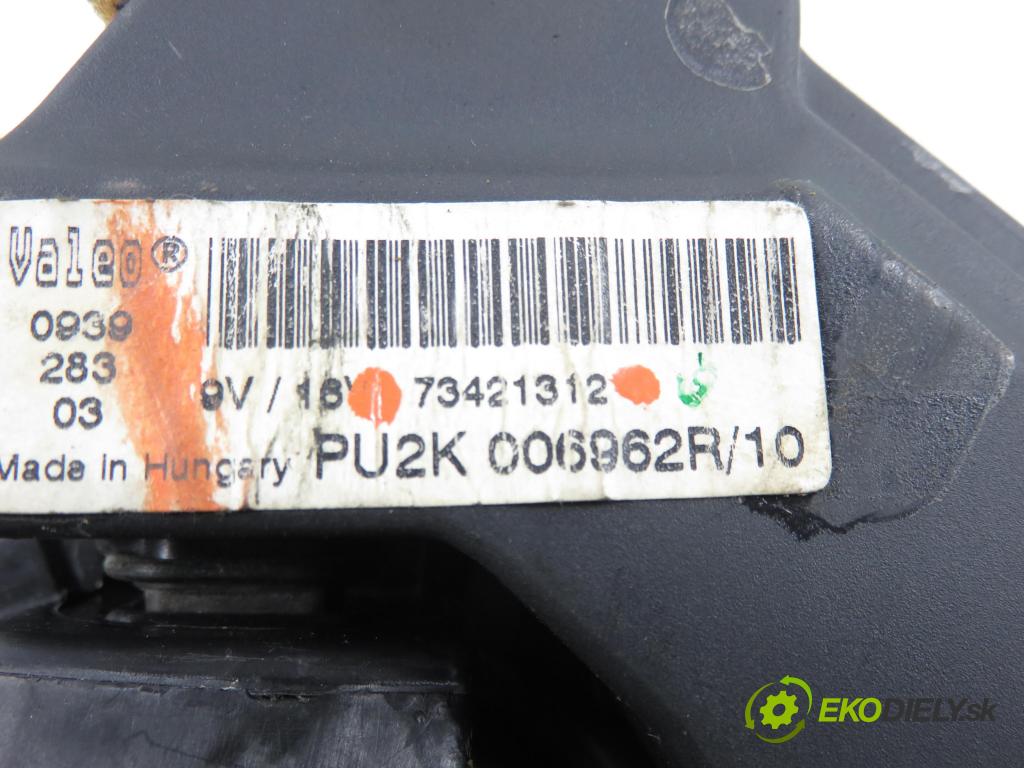 Valeo®
0939
283
03
9V / 16V 73421312
Made in Hungary PU2K 006962R/10
EKODIELY.sk